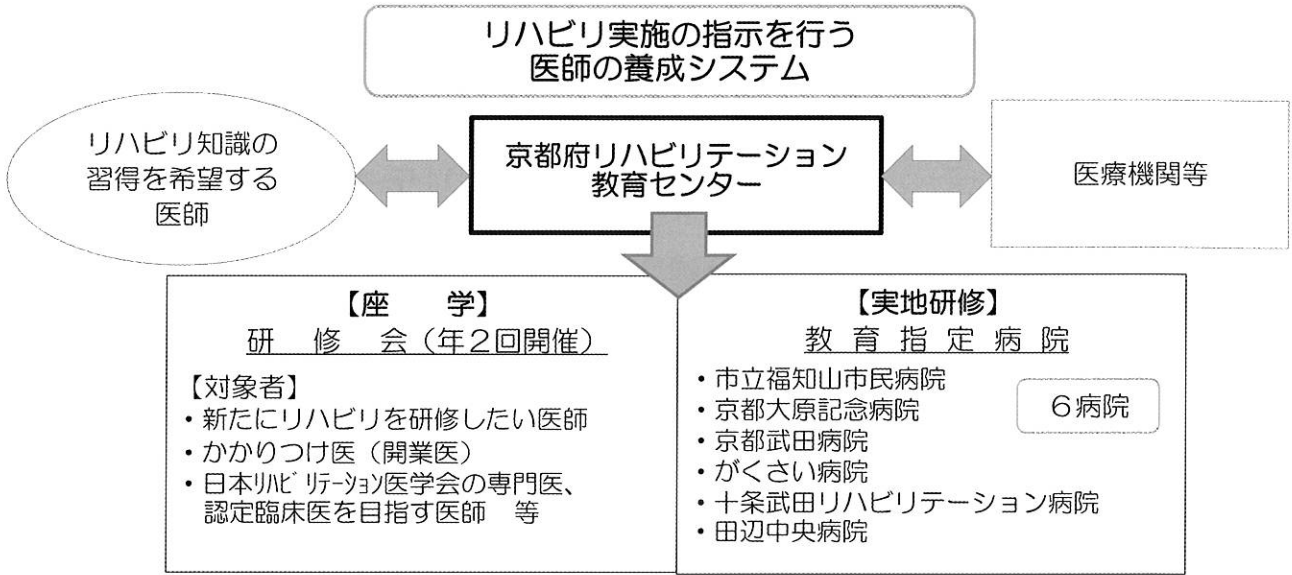 リハビリ実施の指示を行う
医師の養成システム
リハビリ知識の
習得を希望する
医師
京都府リハビリテーション
教育センター
医療機関等
【座　　学】
研　修　会（年２回開催）
【対象者】
・新たにリハビリを研修したい医師
・かかりつけ医（開業医）
・日本ﾘﾊﾋﾞﾘﾃｰｼｮﾝ医学会の専門医、
認定臨床医を目指す医師　等
【実地研修】
教 育 指 定 病 院
・市立福知山市民病院
・京都大原記念病院
・京都武田病院
・がくさい病院
・十条武田リハビリテーション病院
・田辺中央病院
６病院